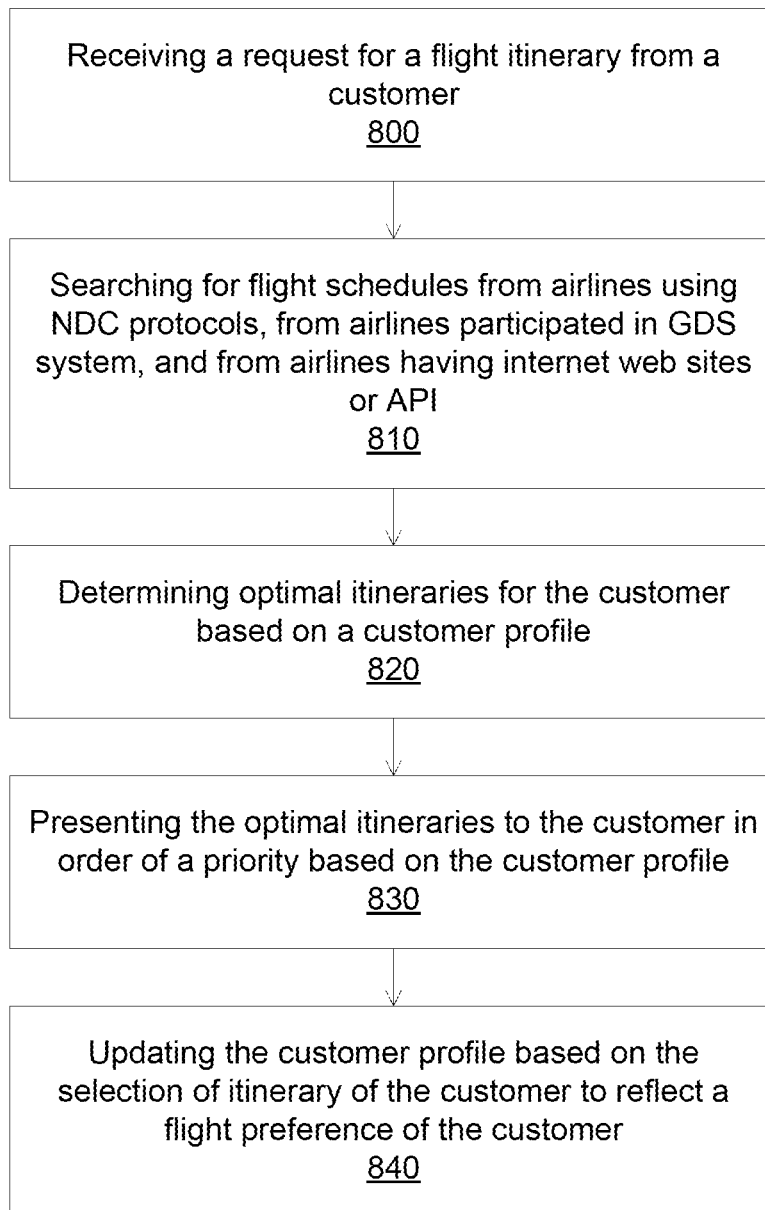 Receiving a request for a flight itinerary from a
customer
800
Searching for flight schedules from airlines using
NDC protocols, from airlines participated in GDS
system, and from airlines having internet web sites
or API
810
Determining optimal itineraries for the customer
based on a customer profile
820
Presenting the optimal itineraries to the customer in
order of a priority based on the customer profile
830
Updating the customer profile based on the
selection of itinerary of the customer to reflect a
flight preference of the customer
840